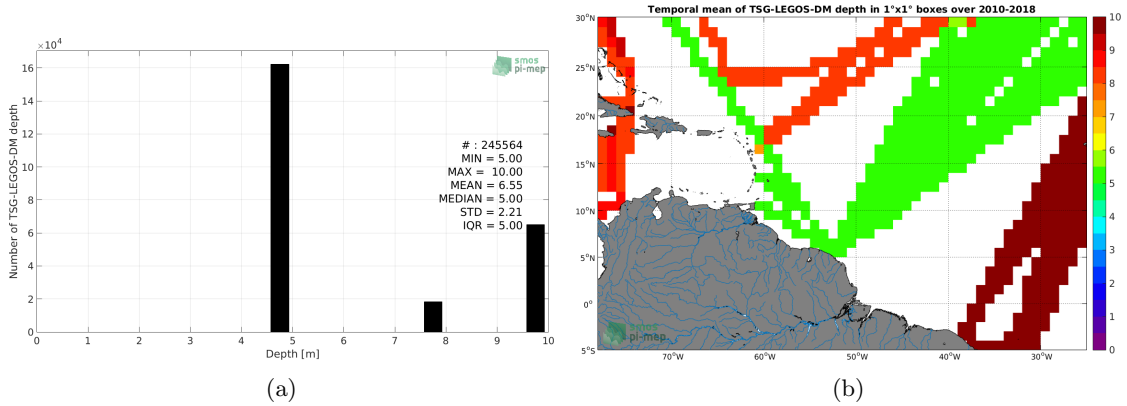 ×10⁴
16
14
12
10
8
6
4
2
0
Number of TSG-LEGOS-DM depth
smos
pi-mep
# : 245564
MIN = 5.00
MAX = 10.00
MEAN = 6.55
MEDIAN = 5.00
STD = 2.21
IQR = 5.00
0 1 2 3 4 5 6 7 8 9 10
Depth [m]
(a)
Temporal mean of TSG-LEGOS-DM depth in 1°x1° boxes over 2010-2018
30°N
25°N
20°N
15°N
10°N
5°N
0°
5°S
smos
pi-mep
70°W 60°W 50°W 40°W 30°W
10
9
8
7
6
5
4
3
2
1
0
(b)